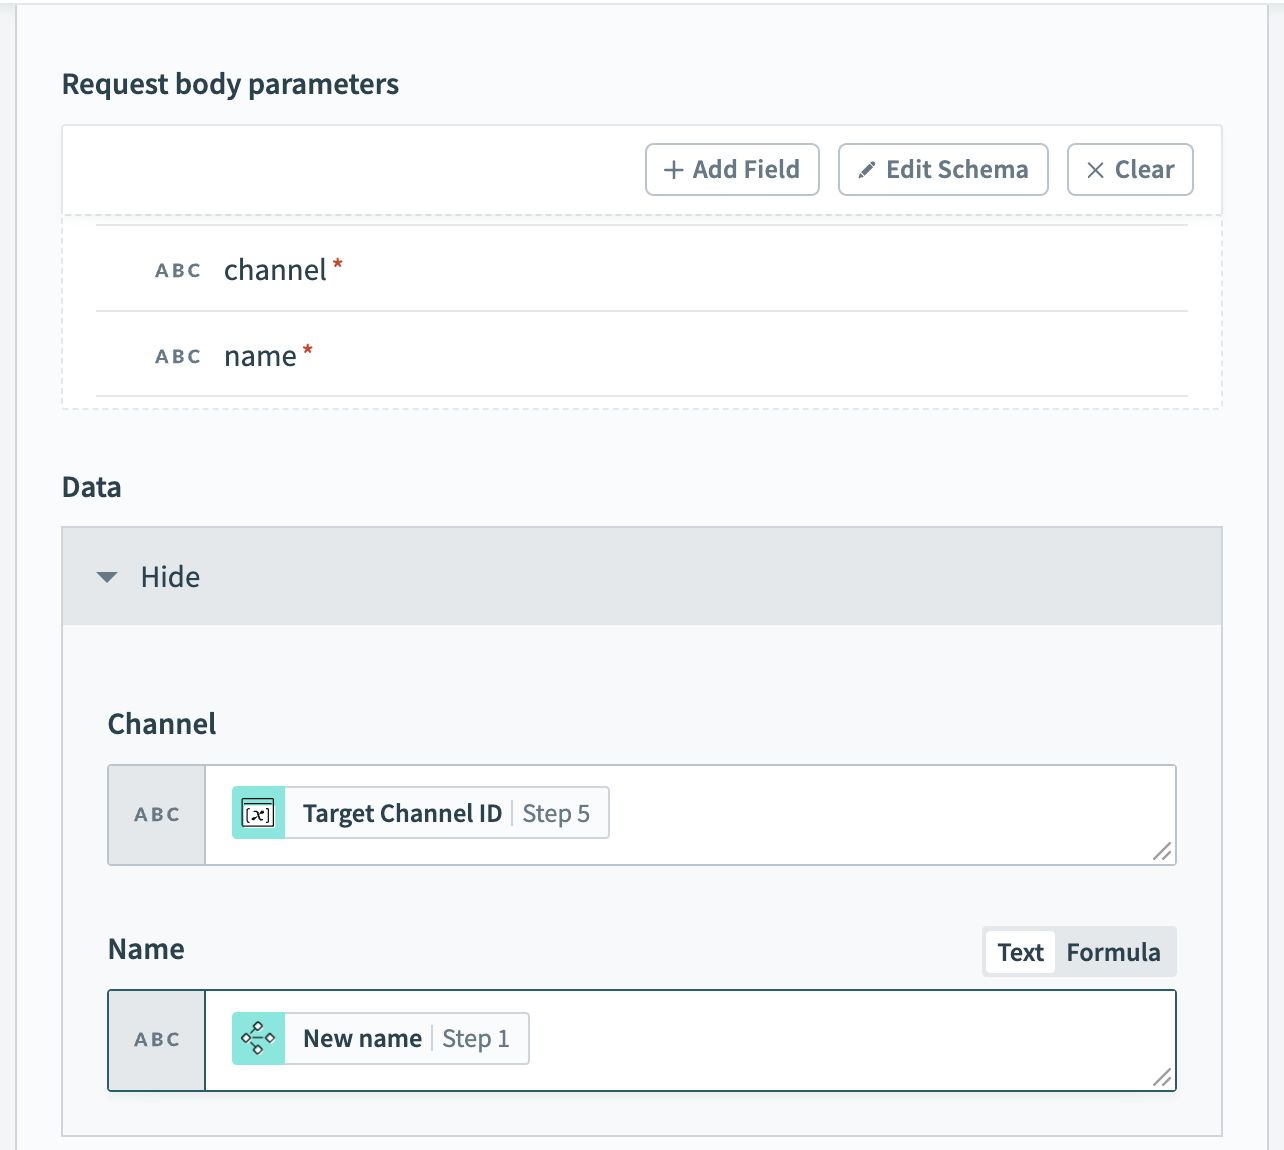 Request body parameters
+ Add Field Edit Schema × Clear
ABC channel *
ABC name *
Data
Hide
Channel
ABC [x] Target Channel ID | Step 5
Name Text Formula
ABC New name | Step 1